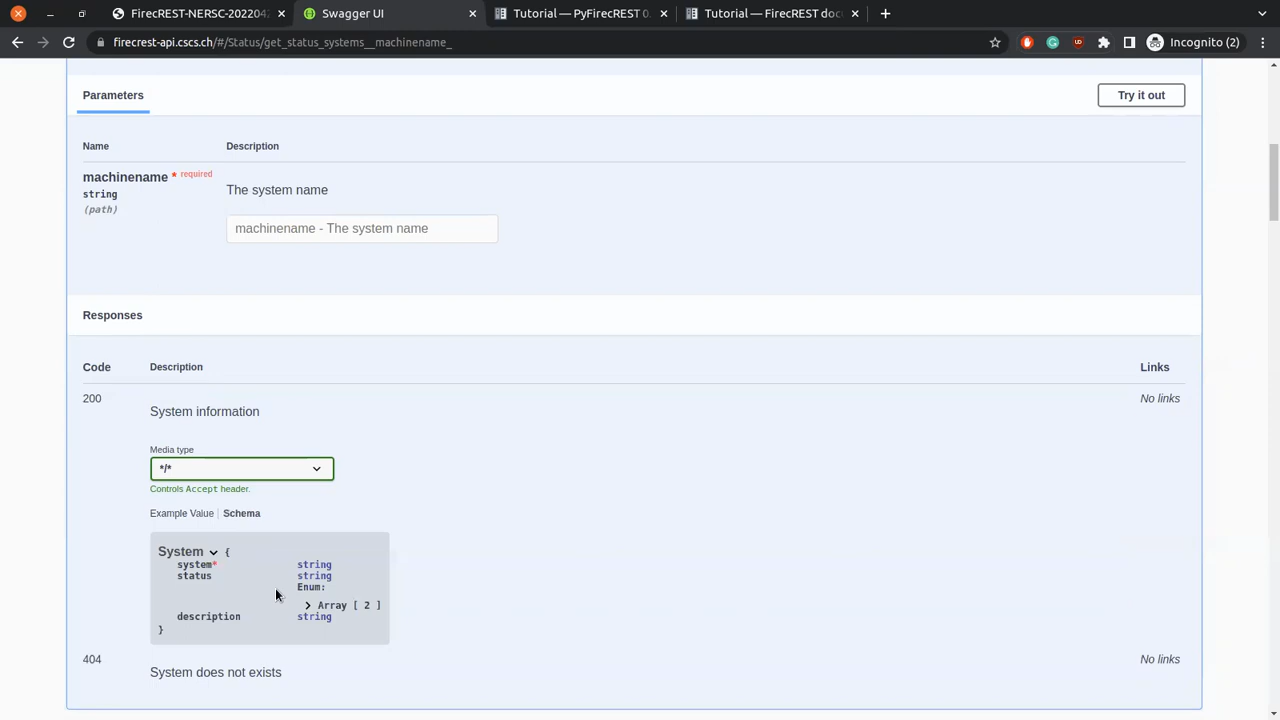 FirecREST-NERSC-202204
Swagger UI
Tutorial — PyFirecREST 0.
Tutorial — FirecREST doc
firecrest-api.cscs.ch/#/Status/get_status_systems__machinename_
Incognito (2)
Parameters
Try it out
Name
Description
machinename * required
string
(path)
The system name
machinename - The system name
Responses
Code
Description
Links
200
System information
No links
Media type
*/*
Controls Accept header.
Example Value
Schema
System {
system* string
status string
Enum:
Array [ 2 ]
description string
}
404
System does not exists
No links